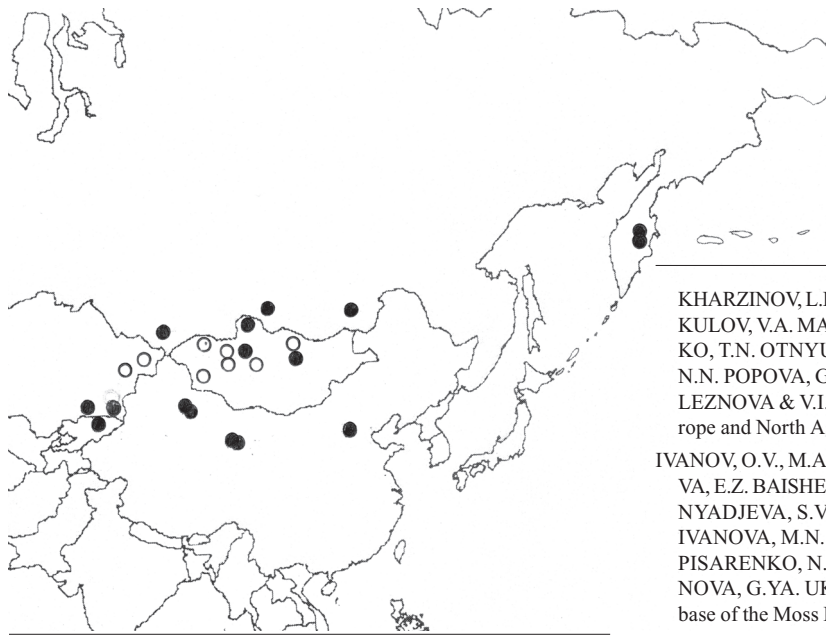 KHARZINOV, L.
KULOV, V.A. MA
KO, T.N. OTNYU
N.N. POPOVA, G
LEZNOVA & V.I.
rope and North A
IVANOV, O.V., M.A
VA, E.Z. BAISHE
NYADJEVA, S.V
IVANOVA, M.N.
PISARENKO, N.
NOVA, G.YA. UK
base of the Moss